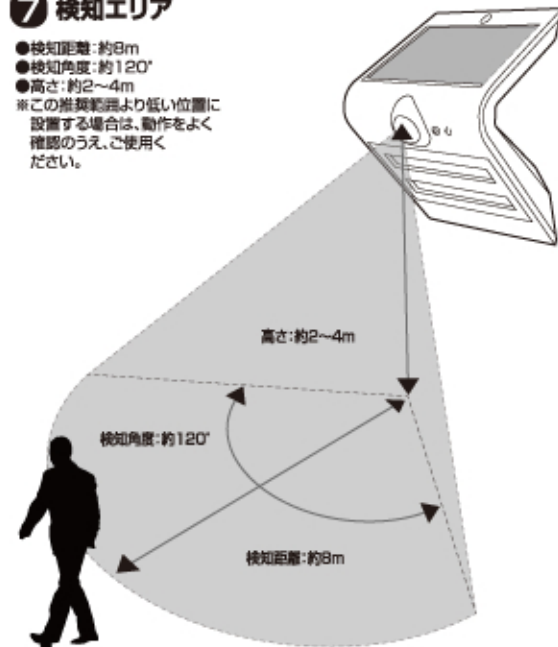 7 検知エリア
●検知距離:約8m
●検知角度:約120°
●高さ:約2〜4m
※この推奨範囲より低い位置に
設置する場合は、動作をよく
確認のうえ、ご使用く
ださい。
高さ:約2〜4m
検知角度:約120°
検知距離:約8m